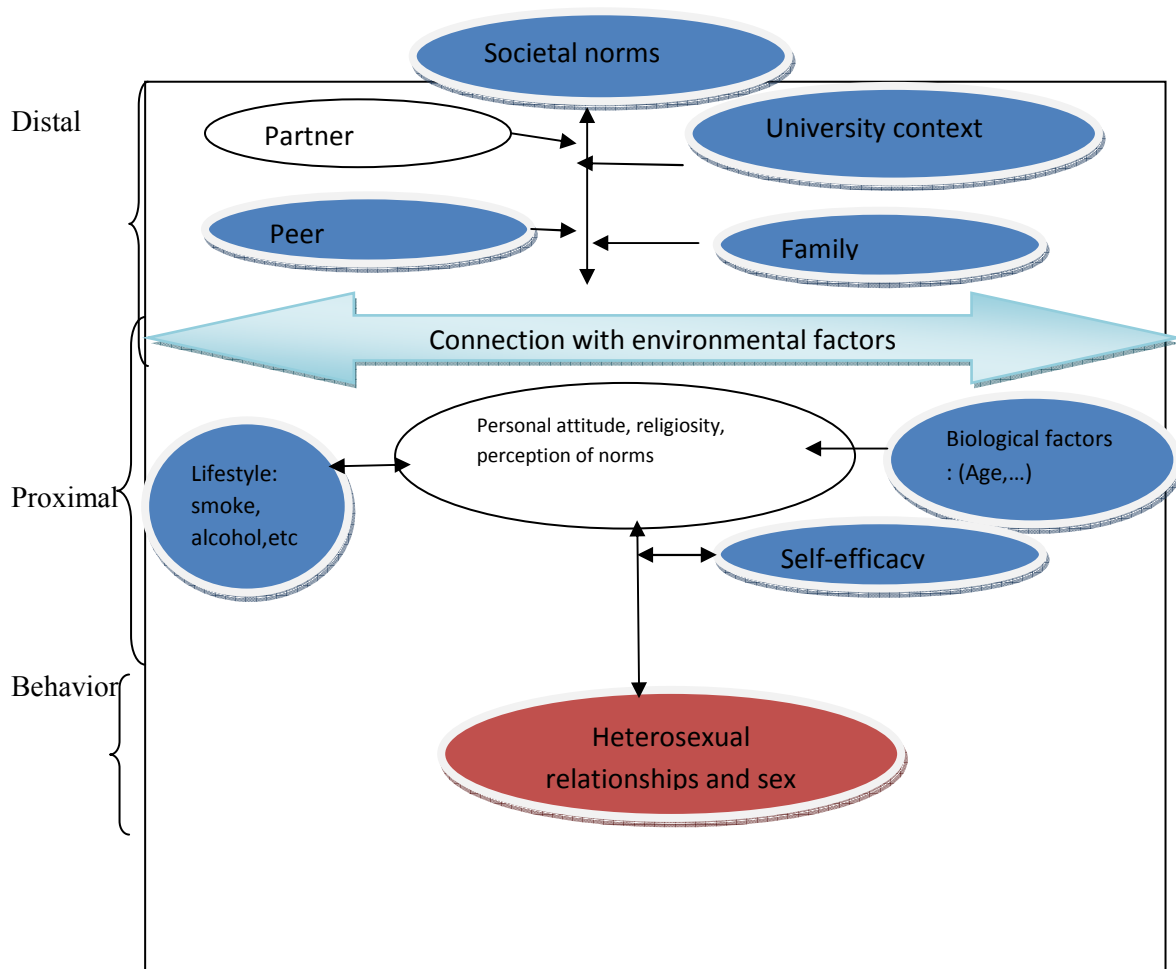 Societal norms
Distal
Partner
University context
Peer
Family
Connection with environmental factors
Personal attitude, religiosity,
perception of norms
Biological factors
: (Age,...)
Lifestyle:
smoke,
alcohol,etc
Proximal
Self-efficacy
Behavior
Heterosexual
relationships and sex